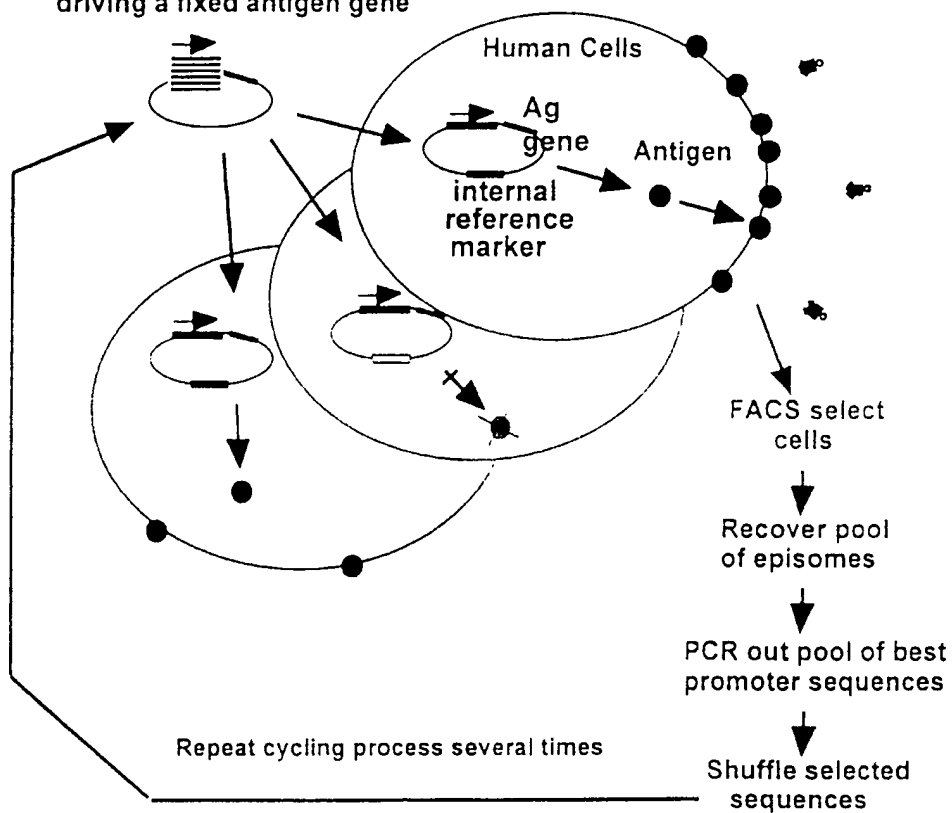 driving a fixed antigen gene
Human Cells
Ag
gene
Antigen
internal
reference
marker
FACS select
cells
Recover pool
of episomes
PCR out pool of best
promoter sequences
Shuffle selected
sequences
Repeat cycling process several times